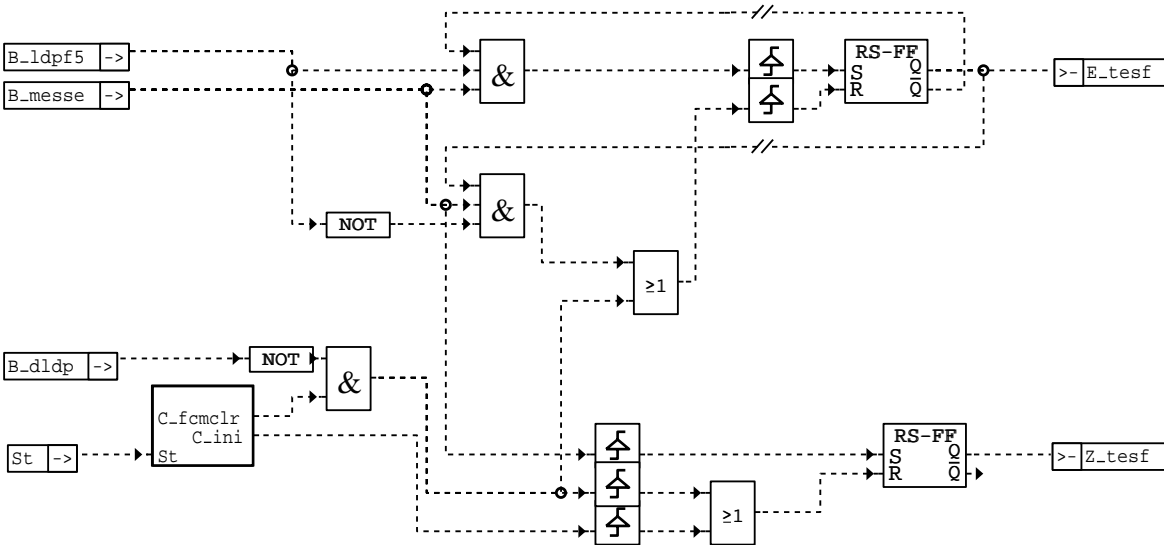 B_ldpf5 ->
B_messe ->
&
RS-FF
S Q
R Q
>- E_tesf
&
NOT
≥1
B_dldp ->
NOT
&
C_fcmclr
C_ini
St
St ->
RS-FF
S Q
R Q
>- Z_tesf
≥1